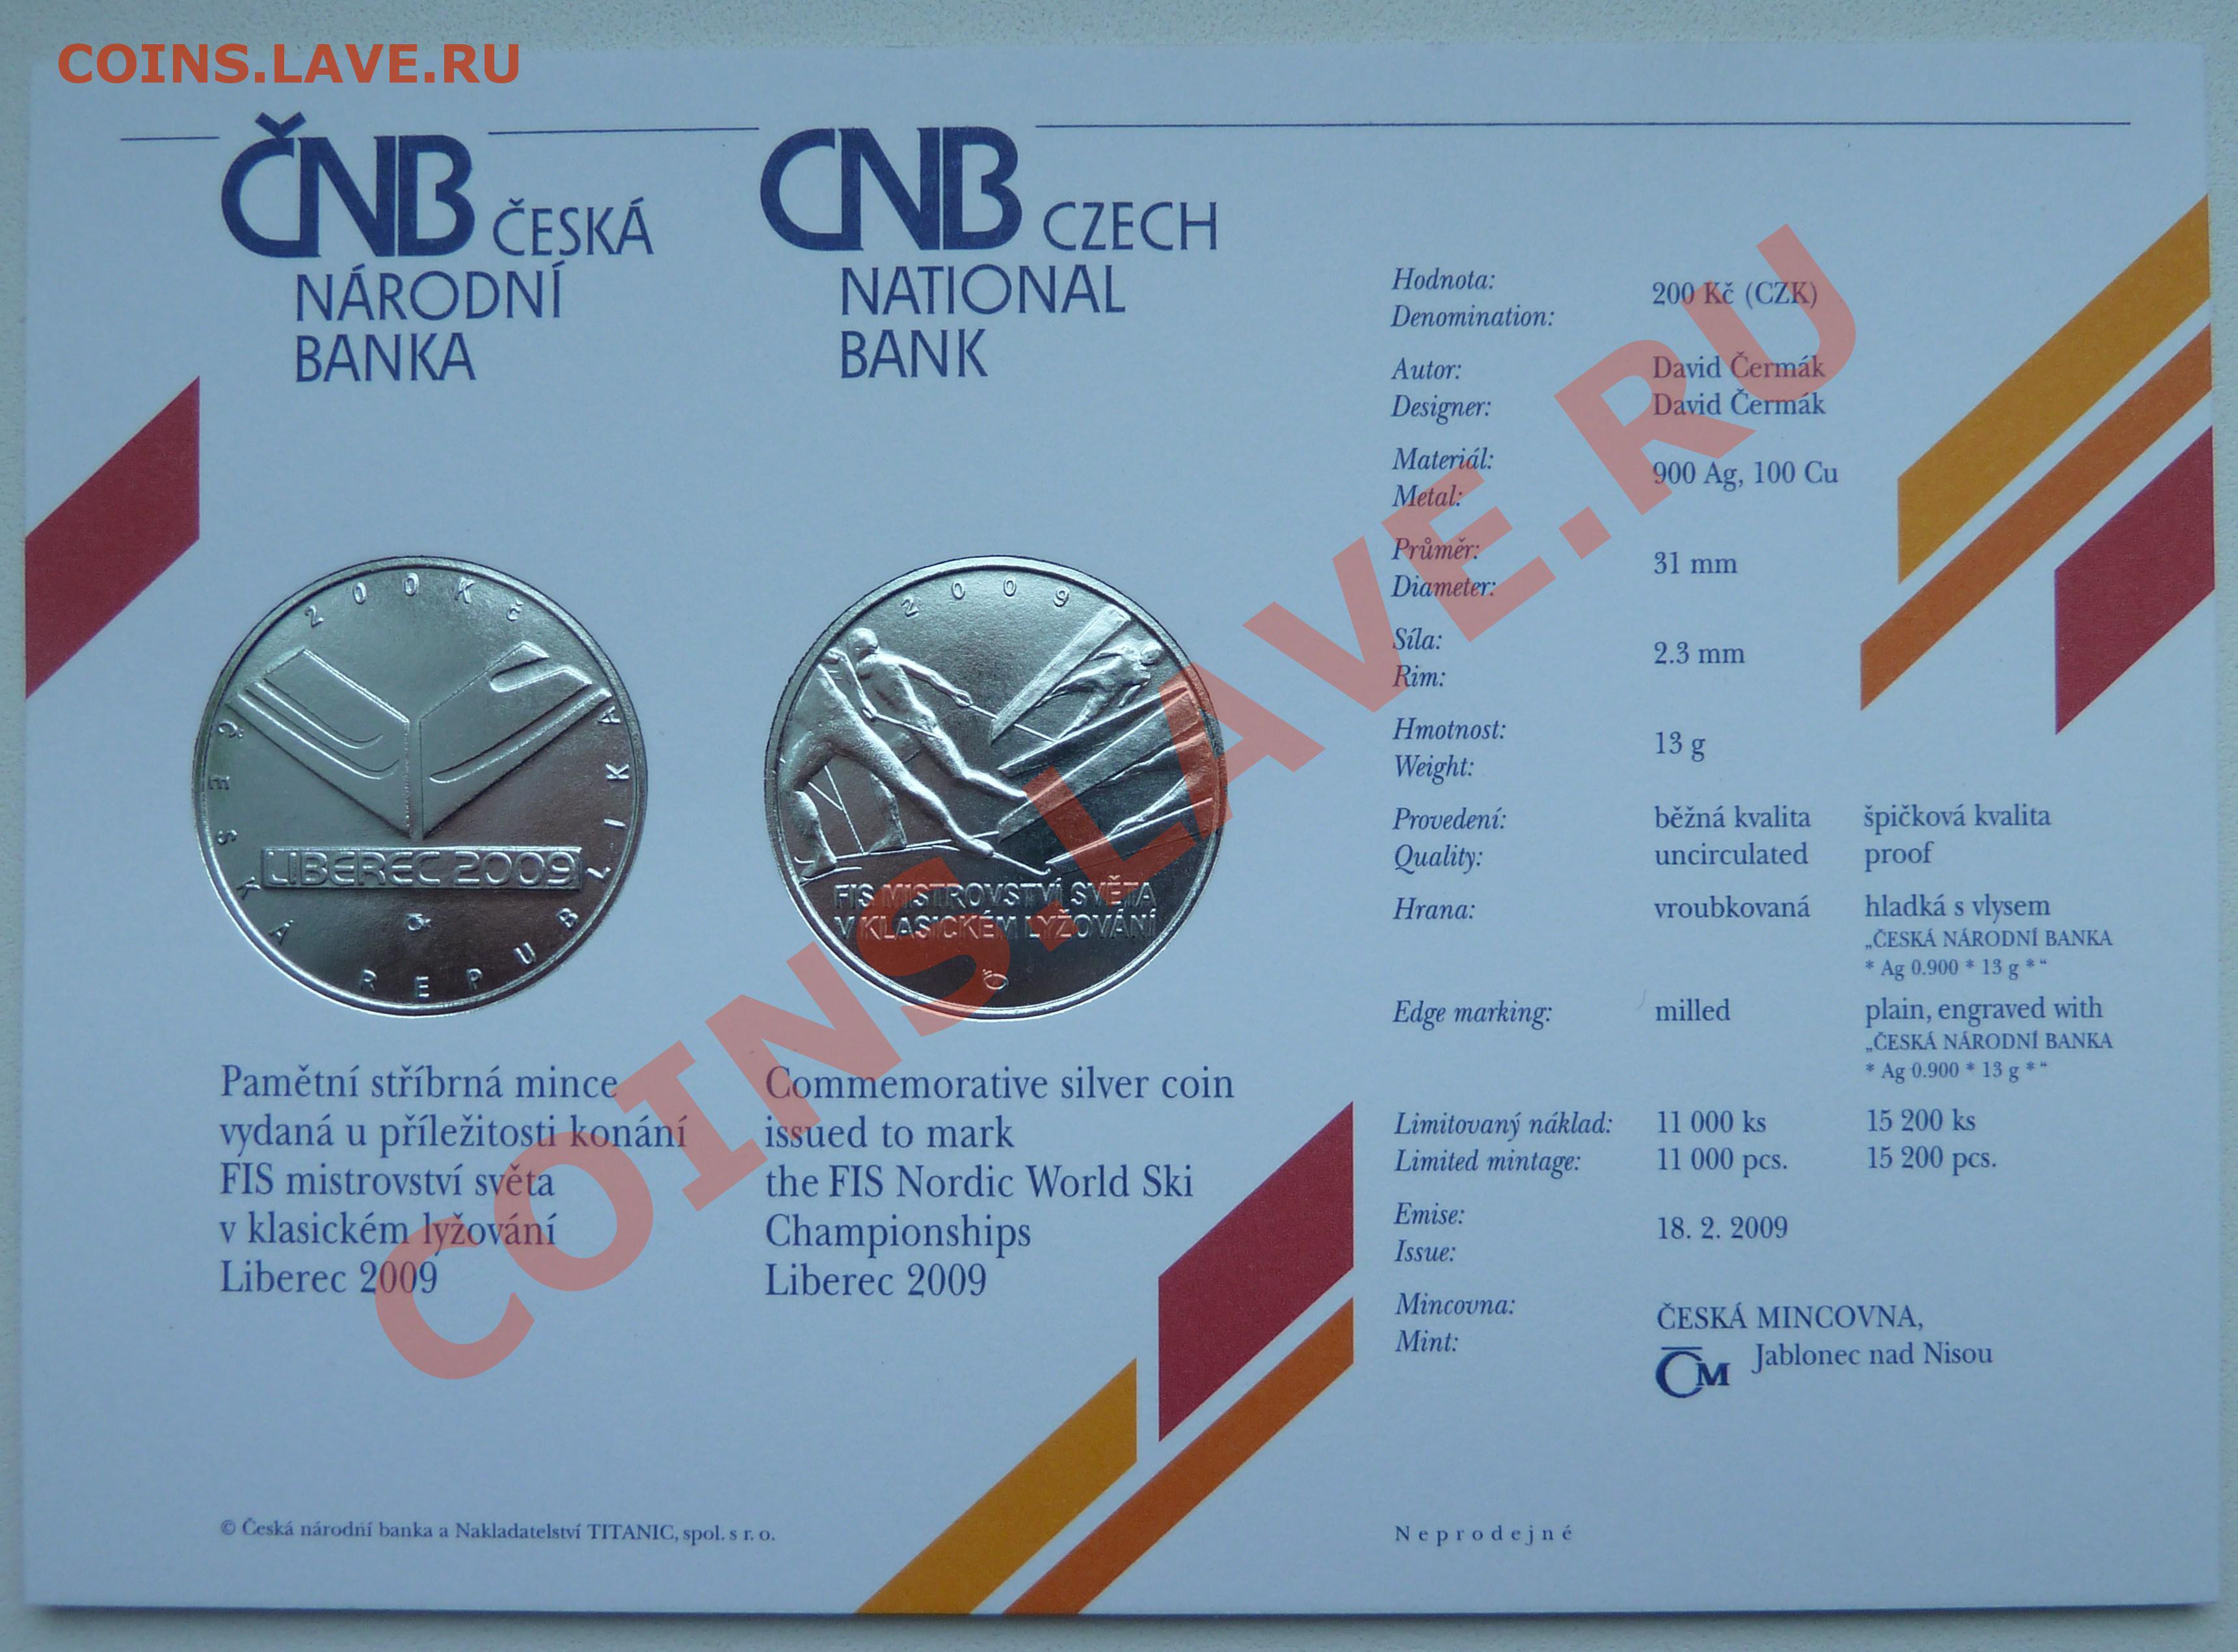 COINS.LAVE.RU
ČNB ČESKÁ
NÁRODNÍ
BANKA
CNB CZECH
NATIONAL
BANK
200 Kč
ČESKÁ REPUBLIKA
LIBEREC 2009
2009
FIS MISTROVSTVÍ SVĚTA
V KLASICKÉM LYŽOVÁNÍ
Pamětní stříbrná mince
vydaná u příležitosti konání
FIS mistrovství světa
v klasickém lyžování
Liberec 2009
Commemorative silver coin
issued to mark
the FIS Nordic World Ski
Championships
Liberec 2009
Hodnota:
Denomination:
200 Kč (CZK)
Autor: David Čermák
Designer: David Čermák
Materiál:
Metal:
900 Ag, 100 Cu
Průměr:
Diameter:
31 mm
Síla:
Rim:
2.3 mm
Hmotnost:
Weight:
13 g
Provedení: běžná kvalita špičková kvalita
Quality: uncirculated proof
Hrana: vroubkovaná hladká s vlysem
„ČESKÁ NÁRODNÍ BANKA
* Ag 0.900 * 13 g *“
Edge marking: milled plain, engraved with
„ČESKÁ NÁRODNÍ BANKA
* Ag 0.900 * 13 g *“
Limitovaný náklad: 11 000 ks 15 200 ks
Limited mintage: 11 000 pcs. 15 200 pcs.
Emise:
Issue:
18. 2. 2009
Mincovna:
Mint:
ČESKÁ MINCOVNA,
ČM Jablonec nad Nisou
© Česká národní banka a Nakladatelství TITANIC, spol. s r. o.
Neprodejné
COINS.LAVE.RU